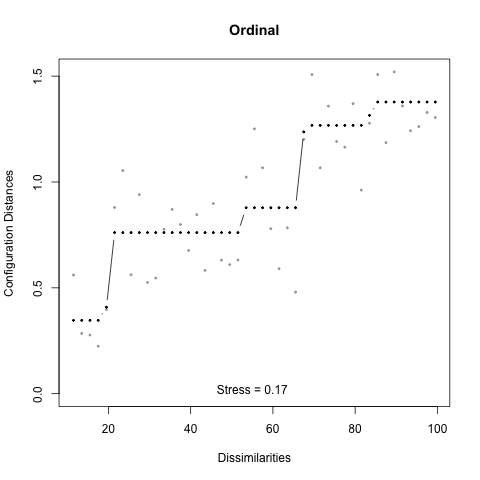 Ordinal
Configuration Distances
1.5
1.0
0.5
0.0
Stress = 0.17
20 40 60 80 100
Dissimilarities